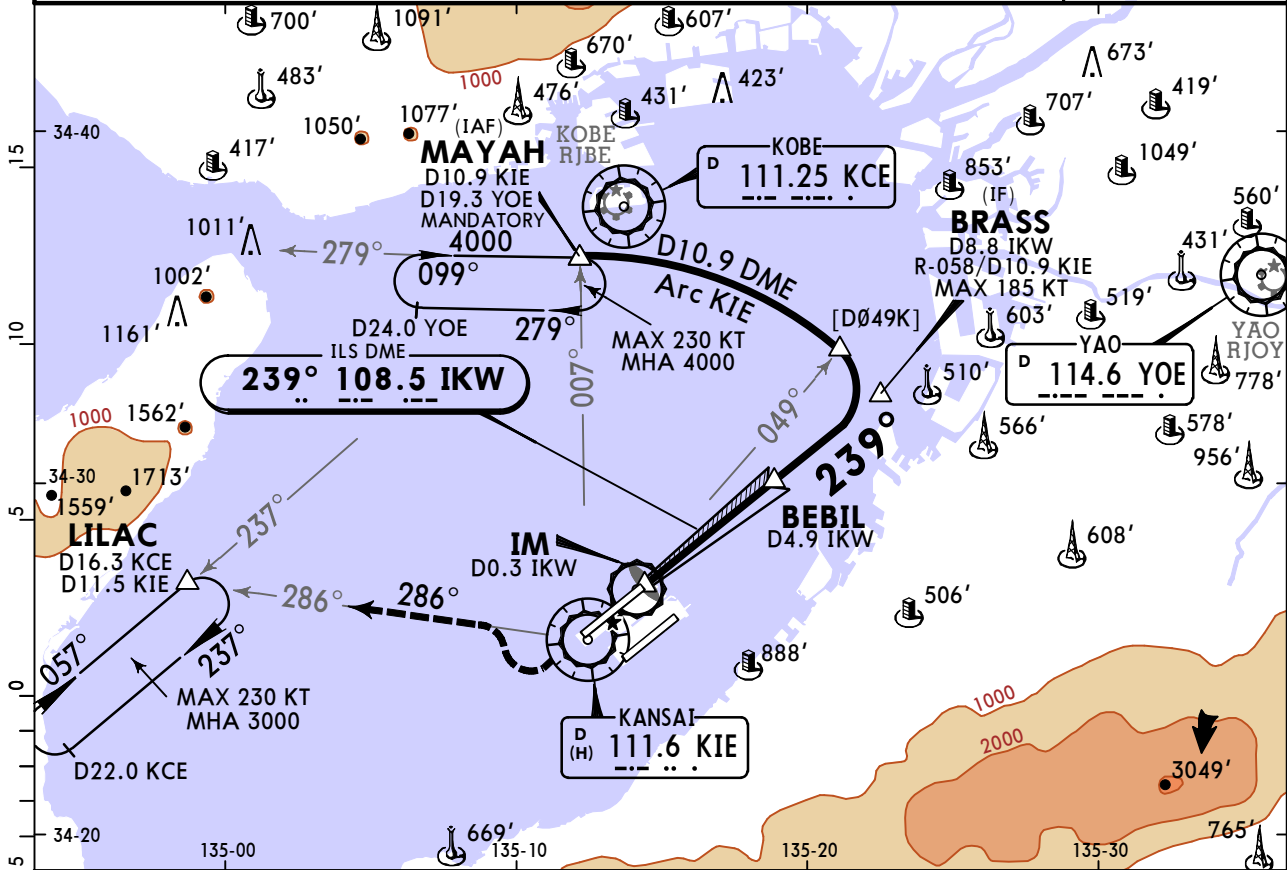 700'
1091'
607'
670'
1000
483'
476'
423'
673'
431'
707'
419'
1050'
1077'
34-40
417'
(IAF)
MAYAH
D10.9 KIE
D19.3 YOE
MANDATORY
KOBE
RJBE
KOBE
D 111.25 KCE
853'
1049'
(IF)
BRASS
D8.8 IKW
R-058/D10.9 KIE
MAX 185 KT
560'
431'
15
1011'
279°
4000
099°
D10.9 DME
Arc KIE
1002'
1161'
D24.0 YOE
279°
MAX 230 KT
MHA 4000
[DØ49K]
603'
519'
YAO
RJOY
10
ILS DME
239° 108.5 IKW
007°
049°
510'
YAO
D 114.6 YOE
778'
1000
1562'
239°
566'
578'
956'
34-30
1713'
1559'
5
LILAC
D16.3 KCE
D11.5 KIE
237°
IM
D0.3 IKW
BEBIL
D4.9 IKW
608'
286°
286°
506'
057°
237°
MAX 230 KT
MHA 3000
888'
0
D22.0 KCE
KANSAI
D
(H) 111.6 KIE
1000
2000
3049'
34-20
669'
765'
5
135-00
135-10
135-20
135-30